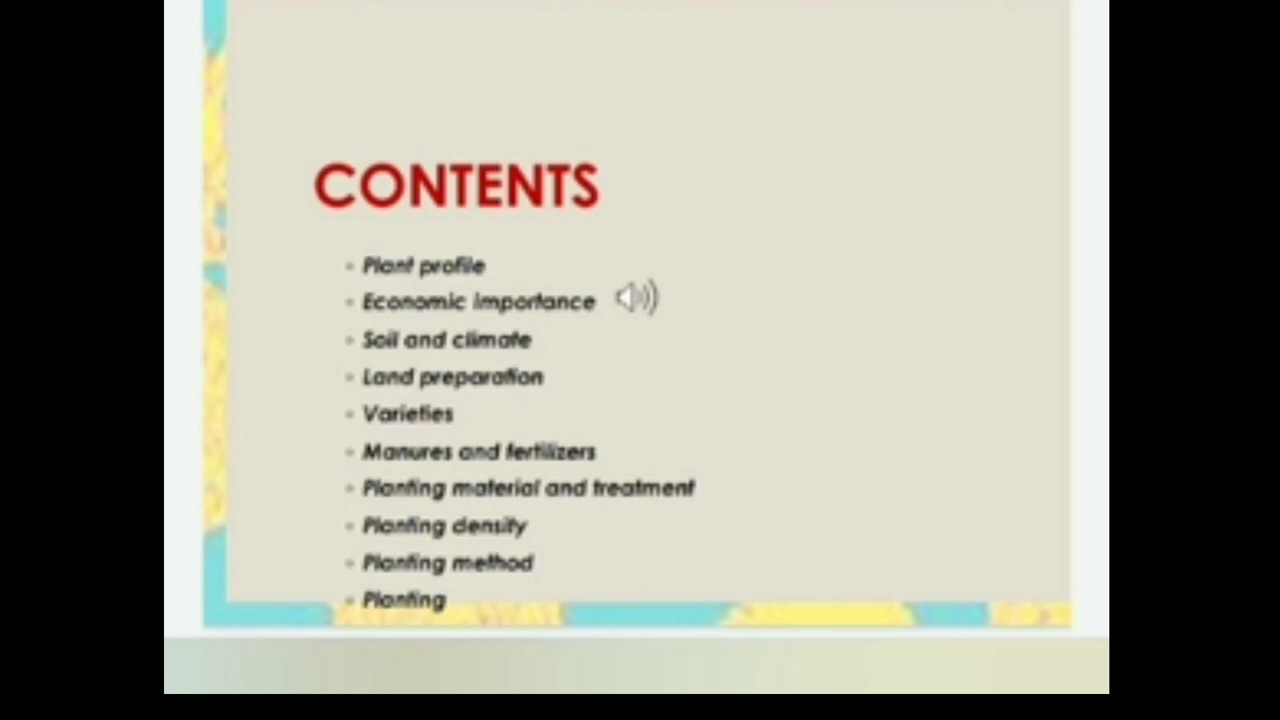 CONTENTS
Plant profile
Economic importance
Soil and climate
Land preparation
Varieties
Manures and fertilizers
Planting material and treatment
Planting density
Planting method
Planting